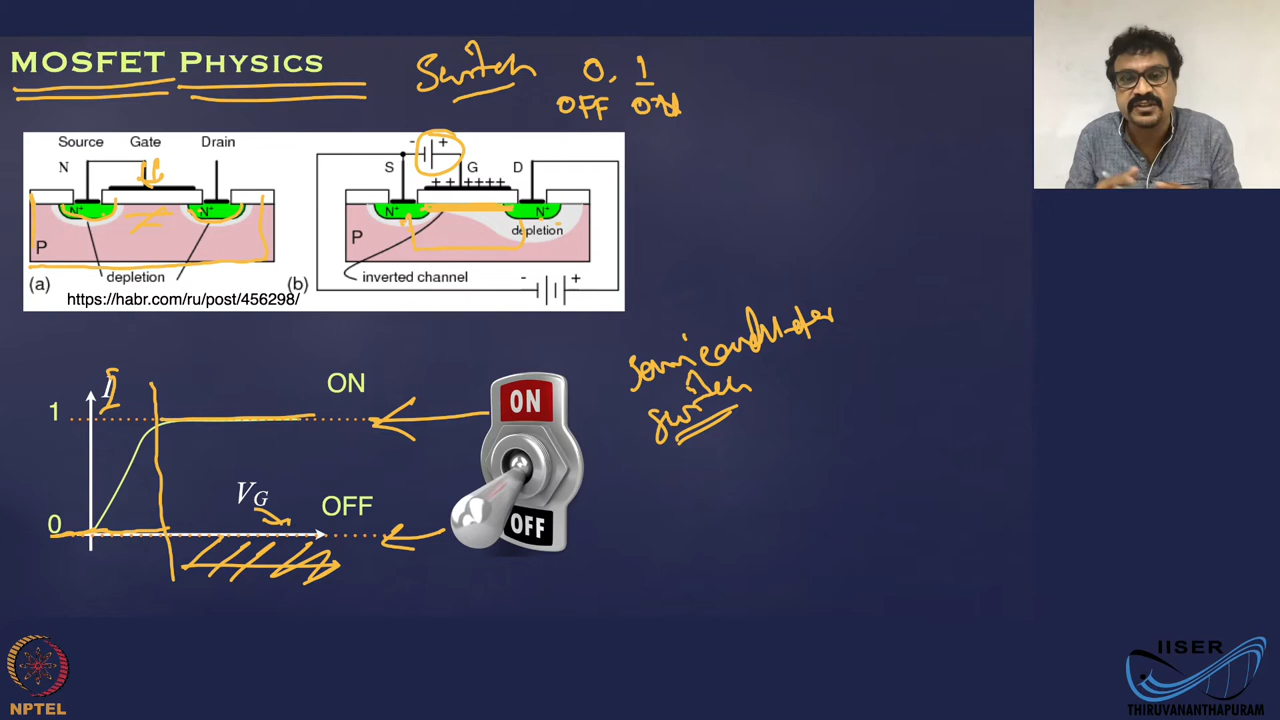 MOSFET PHYSICS
Switch 0, 1
OFF ON
Source Gate Drain
N
N+ N+
P
depletion
(a)
https://habr.com/ru/post/456298/
- +
S G D
+ + +++++
N+ N+
depletion
P
inverted channel
- +
(b)
semiconductor
switch
I
1
ON
VG
0
OFF
ON
OFF
NPTEL
IISER
THIRUVANANTHAPURAM